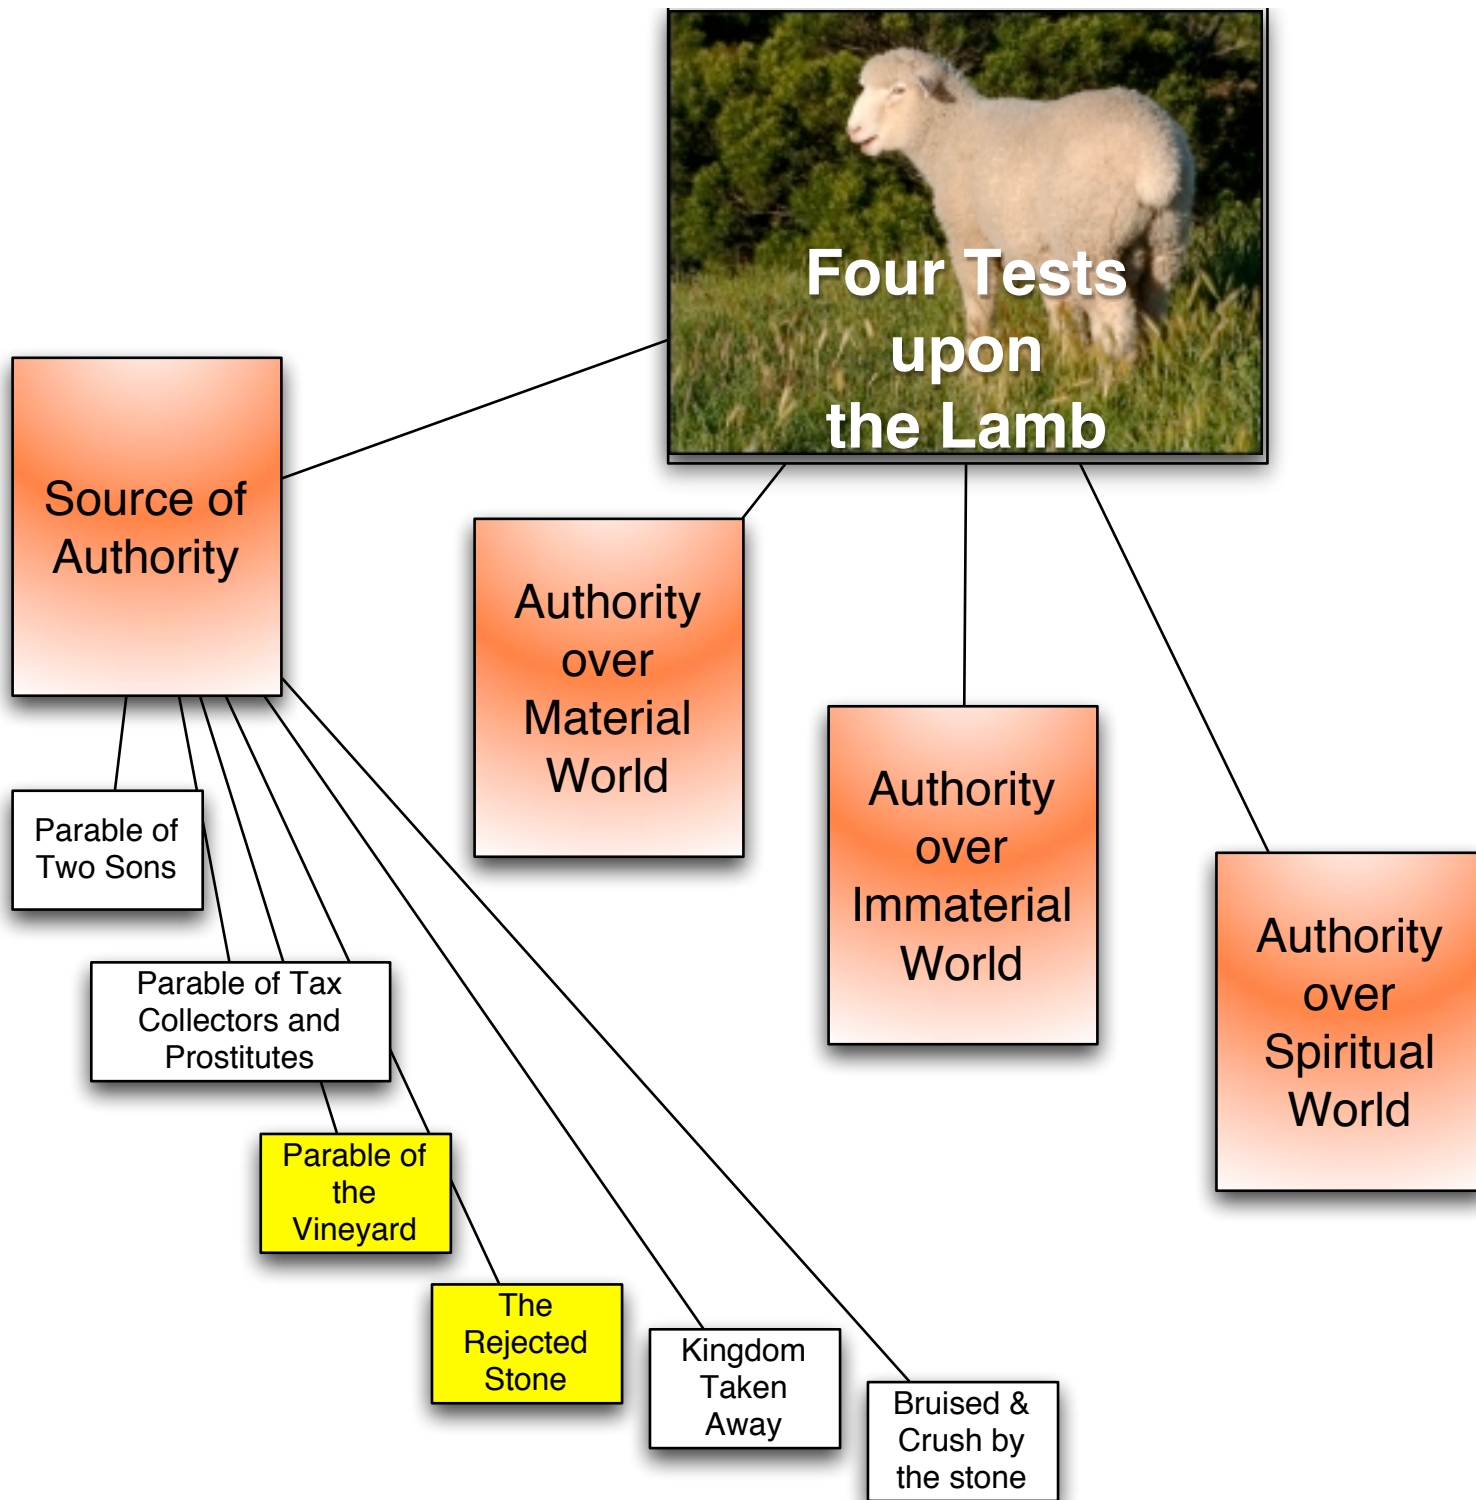 Four Tests
upon
the Lamb
Source of
Authority
Authority
over
Material
World
Authority
over
Immaterial
World
Authority
over
Spiritual
World
Parable of
Two Sons
Parable of Tax
Collectors and
Prostitutes
Parable of
the
Vineyard
The
Rejected
Stone
Kingdom
Taken
Away
Bruised &
Crush by
the stone